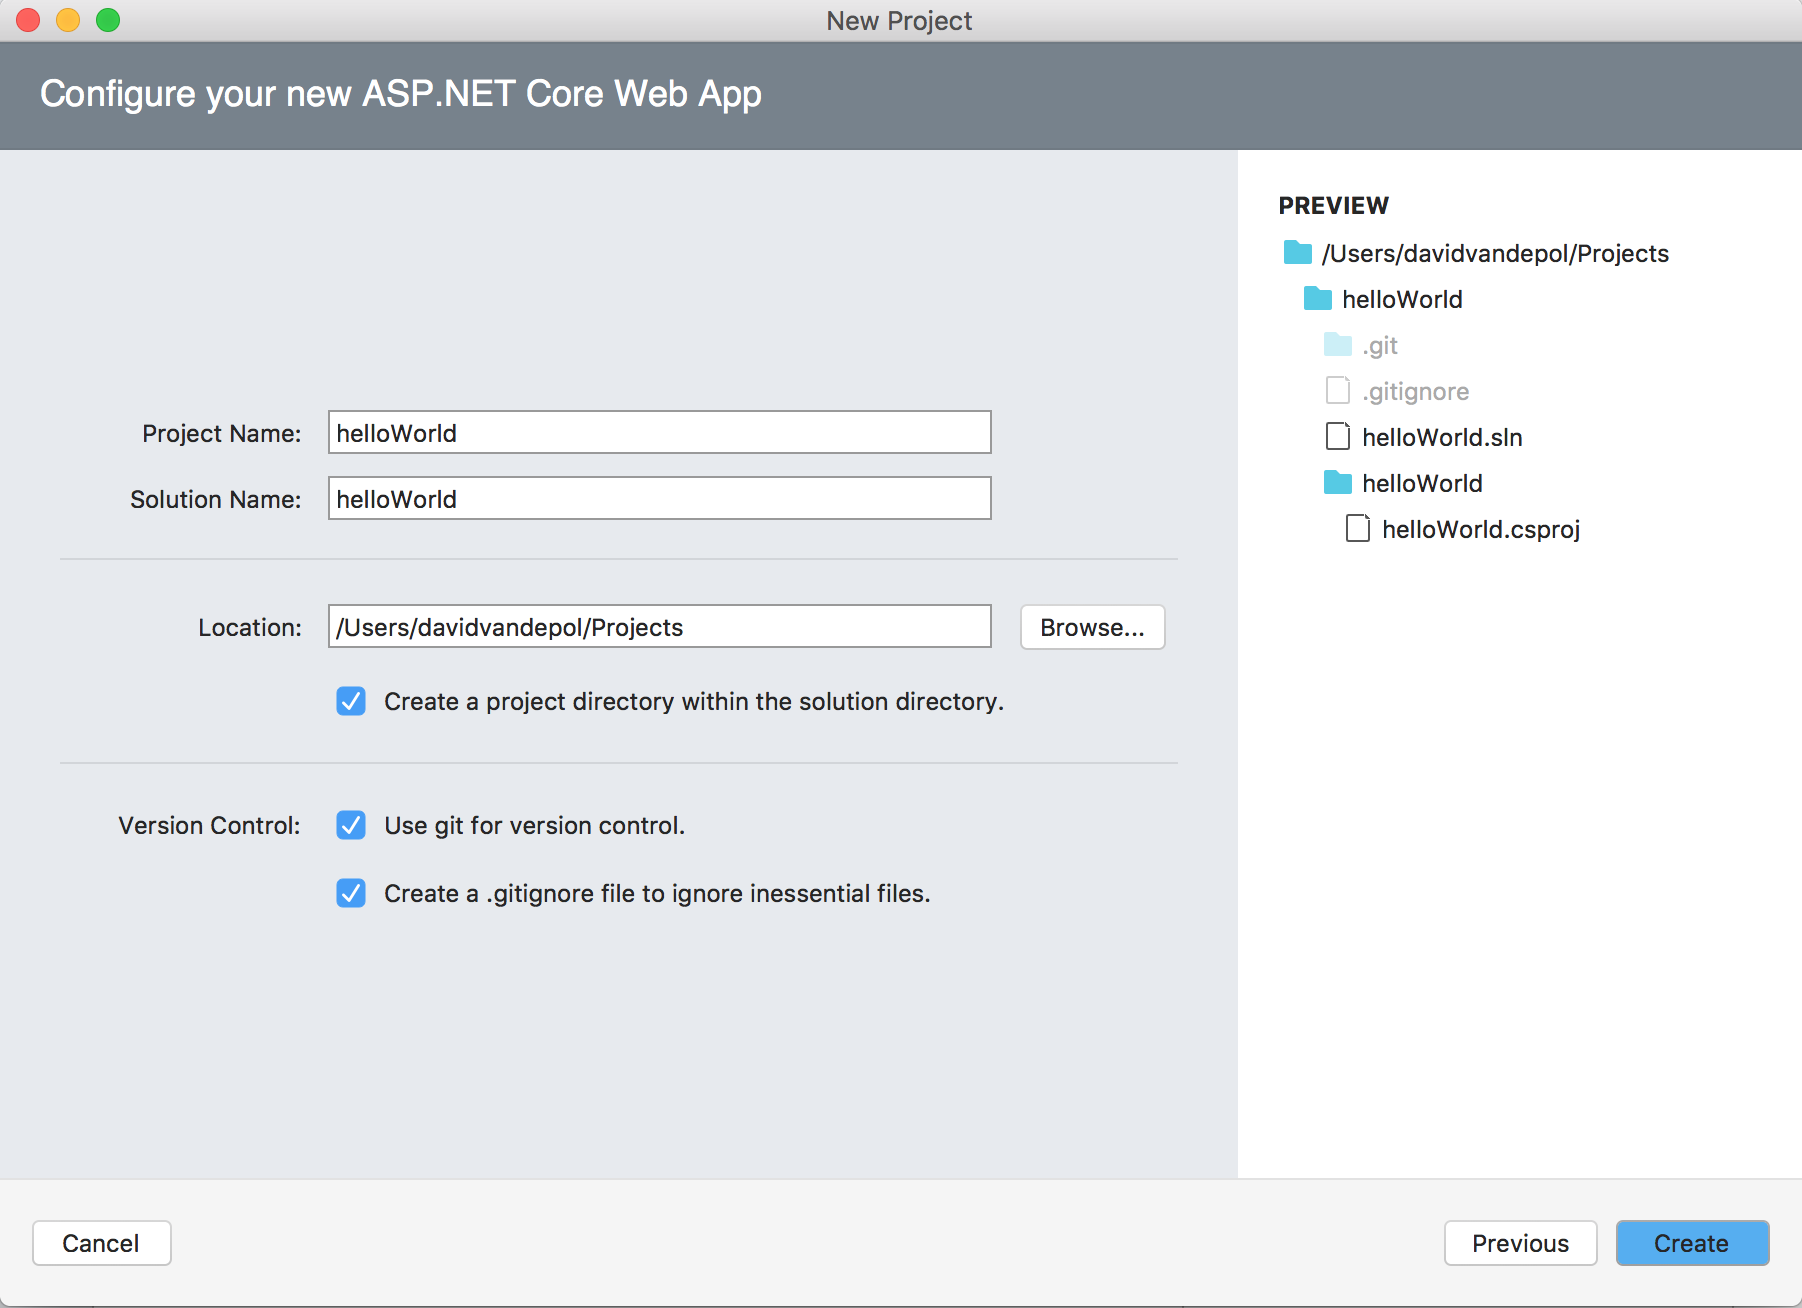 New Project
Configure your new ASP.NET Core Web App
Project Name: helloWorld
Solution Name: helloWorld
Location: /Users/davidvandepol/Projects Browse...
Create a project directory within the solution directory.
Version Control: Use git for version control.
Create a .gitignore file to ignore inessential files.
PREVIEW
/Users/davidvandepol/Projects
helloWorld
.git
.gitignore
helloWorld.sln
helloWorld
helloWorld.csproj
Cancel Previous Create